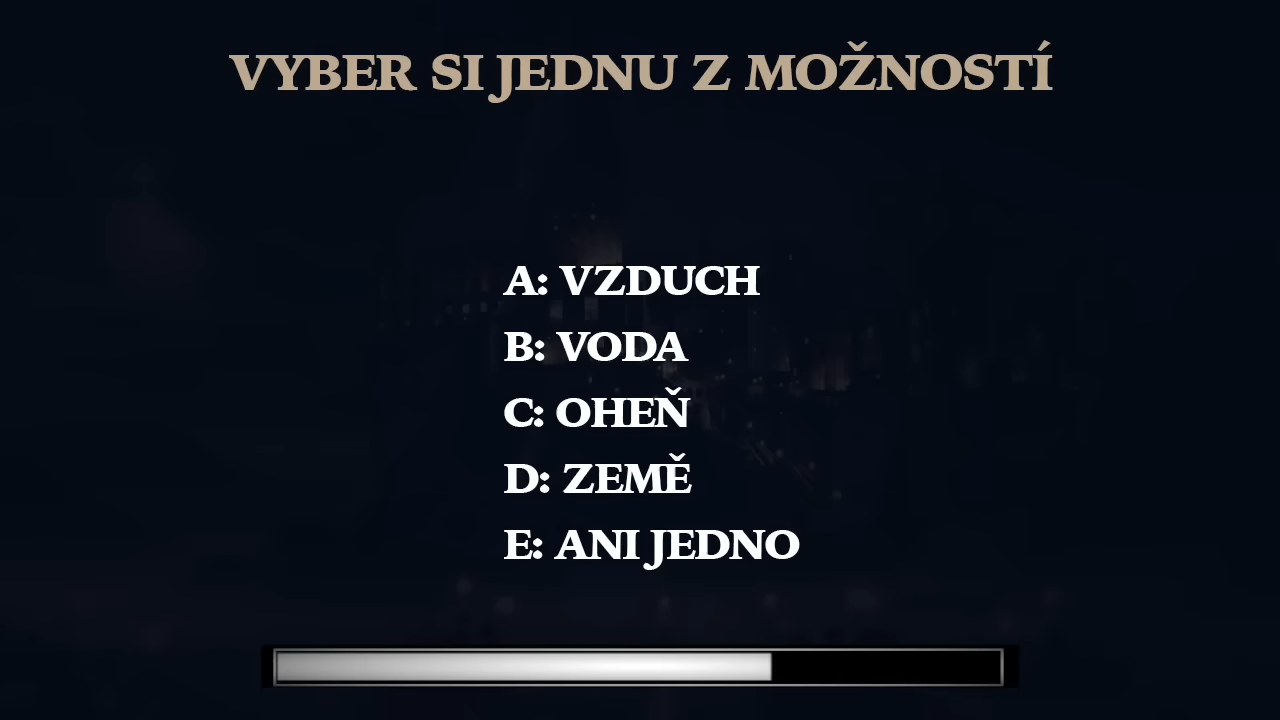 VYBER SI JEDNU Z MOŽNOSTÍ
A: VZDUCH
B: VODA
C: OHEŇ
D: ZEMĚ
E: ANI JEDNO